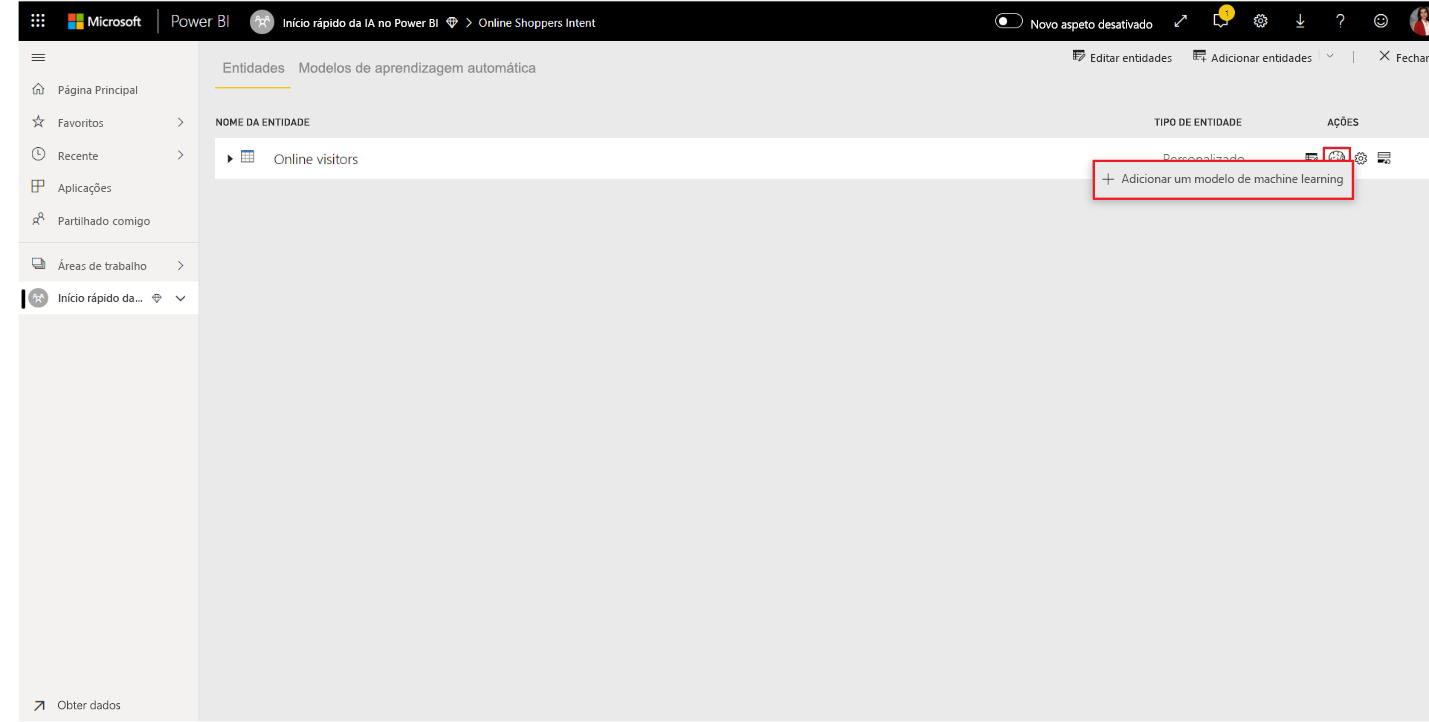 Microsoft Power BI Início rápido da IA no Power BI > Online Shoppers Intent Novo aspeto desativado 1 ?
Entidades Modelos de aprendizagem automática Editar entidades Adicionar entidades Fechar
Página Principal
Favoritos
Recente
Aplicações
Partilhado comigo
Áreas de trabalho
Início rápido da...
Obter dados
NOME DA ENTIDADE TIPO DE ENTIDADE AÇÕES
Online visitors Personalizado
+ Adicionar um modelo de machine learning